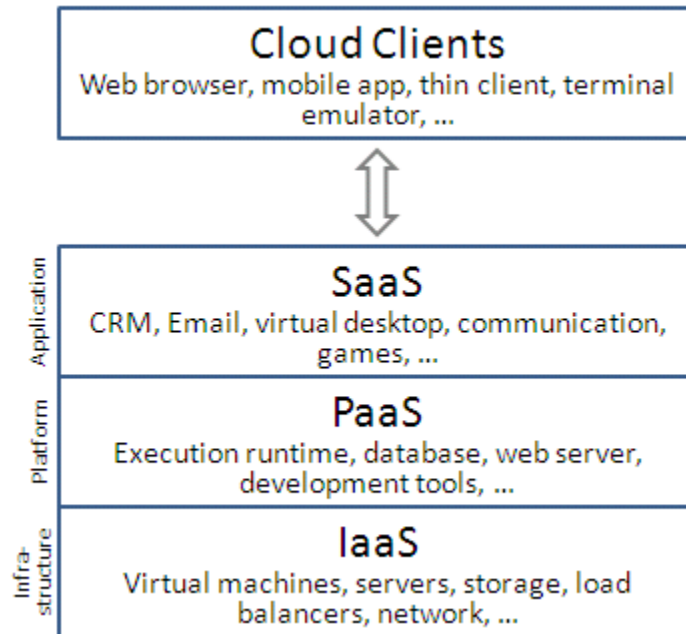 Cloud Clients
Web browser, mobile app, thin client, terminal
emulator, ...
Application
SaaS
CRM, Email, virtual desktop, communication,
games, ...
Platform
PaaS
Execution runtime, database, web server,
development tools, ...
Infra-
structure
IaaS
Virtual machines, servers, storage, load
balancers, network, ...